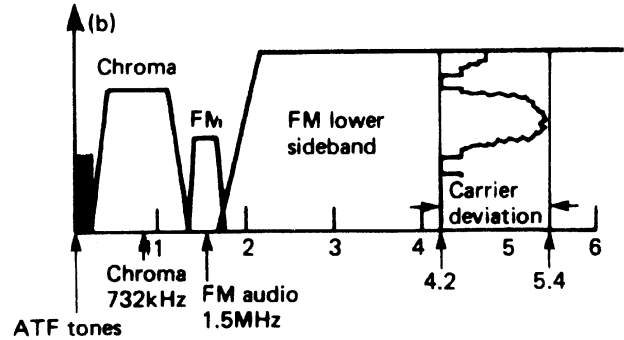 (b)
Chroma
FM
FM lower
sideband
Carrier
deviation
1
2
3
4
5
6
Chroma
732kHz
FM audio
1.5MHz
4.2
5.4
ATF tones